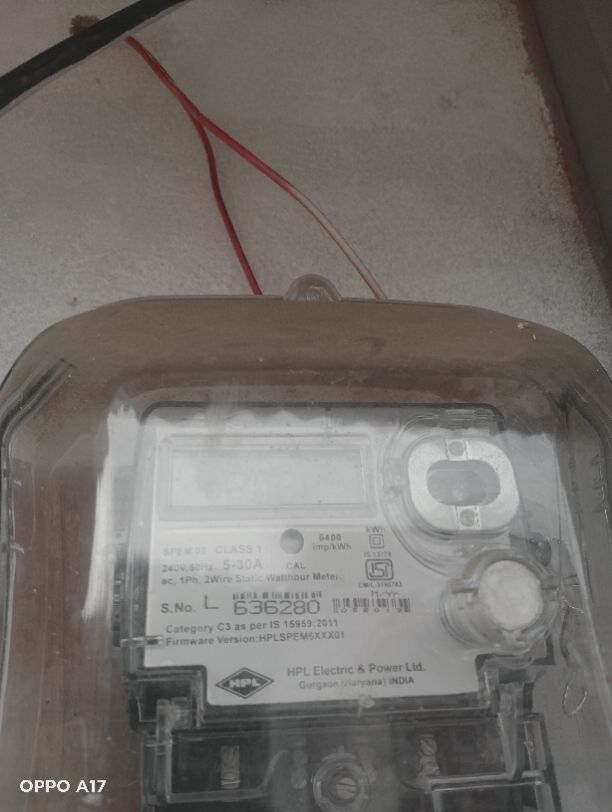 6400
imp/kWh
kWh
IS 13779
SPEM 02 CLASS 1
240V, 50Hz, 5-30A CAL
ac, 1Ph, 2Wire Static Watthour Meter.
S.No. L 636280
Category C3 as per IS 15959:2011
Firmware Version:HPLSPEM6XXX01
HPL
HPL Electric & Power Ltd.
Gurgaon (Haryana) INDIA
OPPO A17